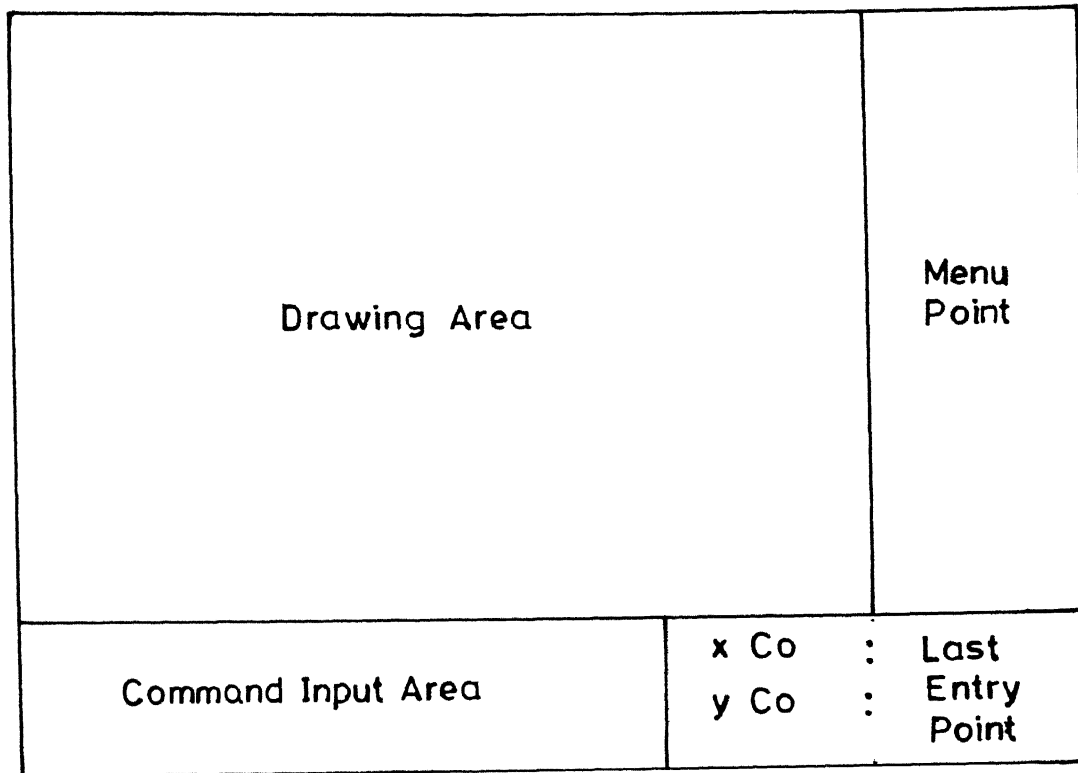 Drawing Area
Menu
Point
Command Input Area
x Co :
y Co :
Last
Entry
Point